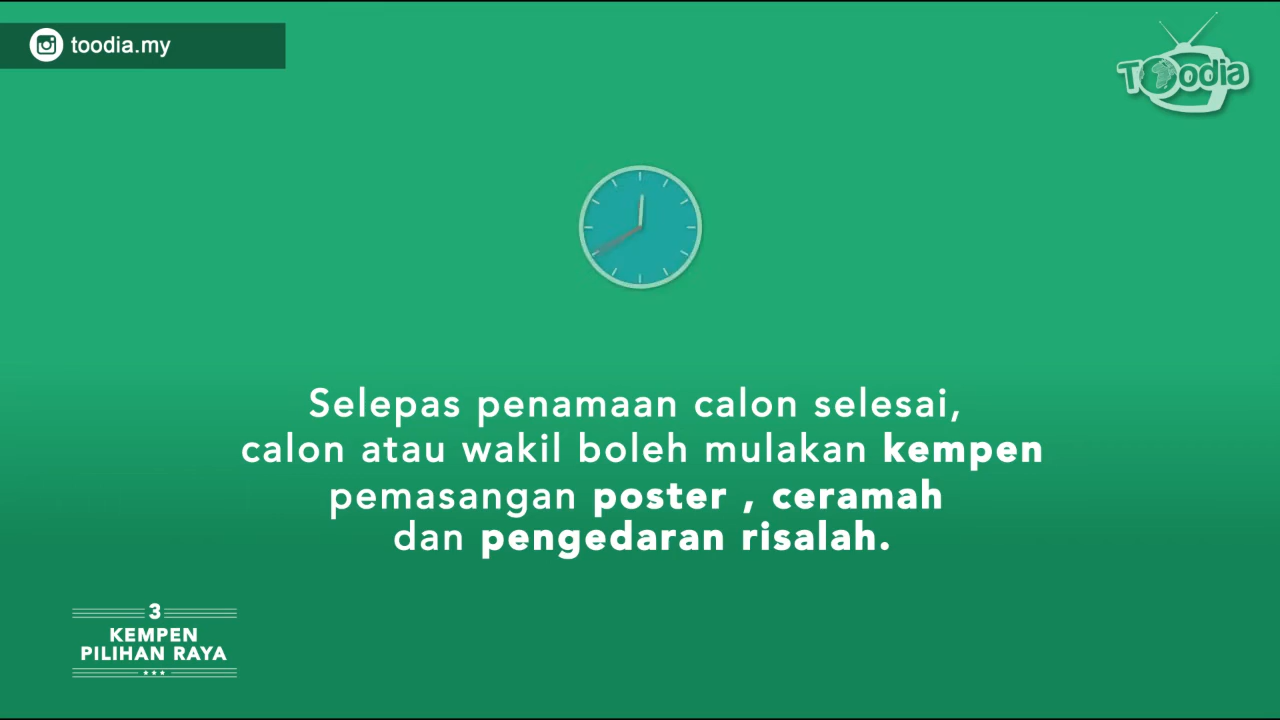 toodia.my
Toodia
Selepas penamaan calon selesai,
calon atau wakil boleh mulakan kempen
pemasangan poster , ceramah
dan pengedaran risalah.
3
KEMPEN
PILIHAN RAYA